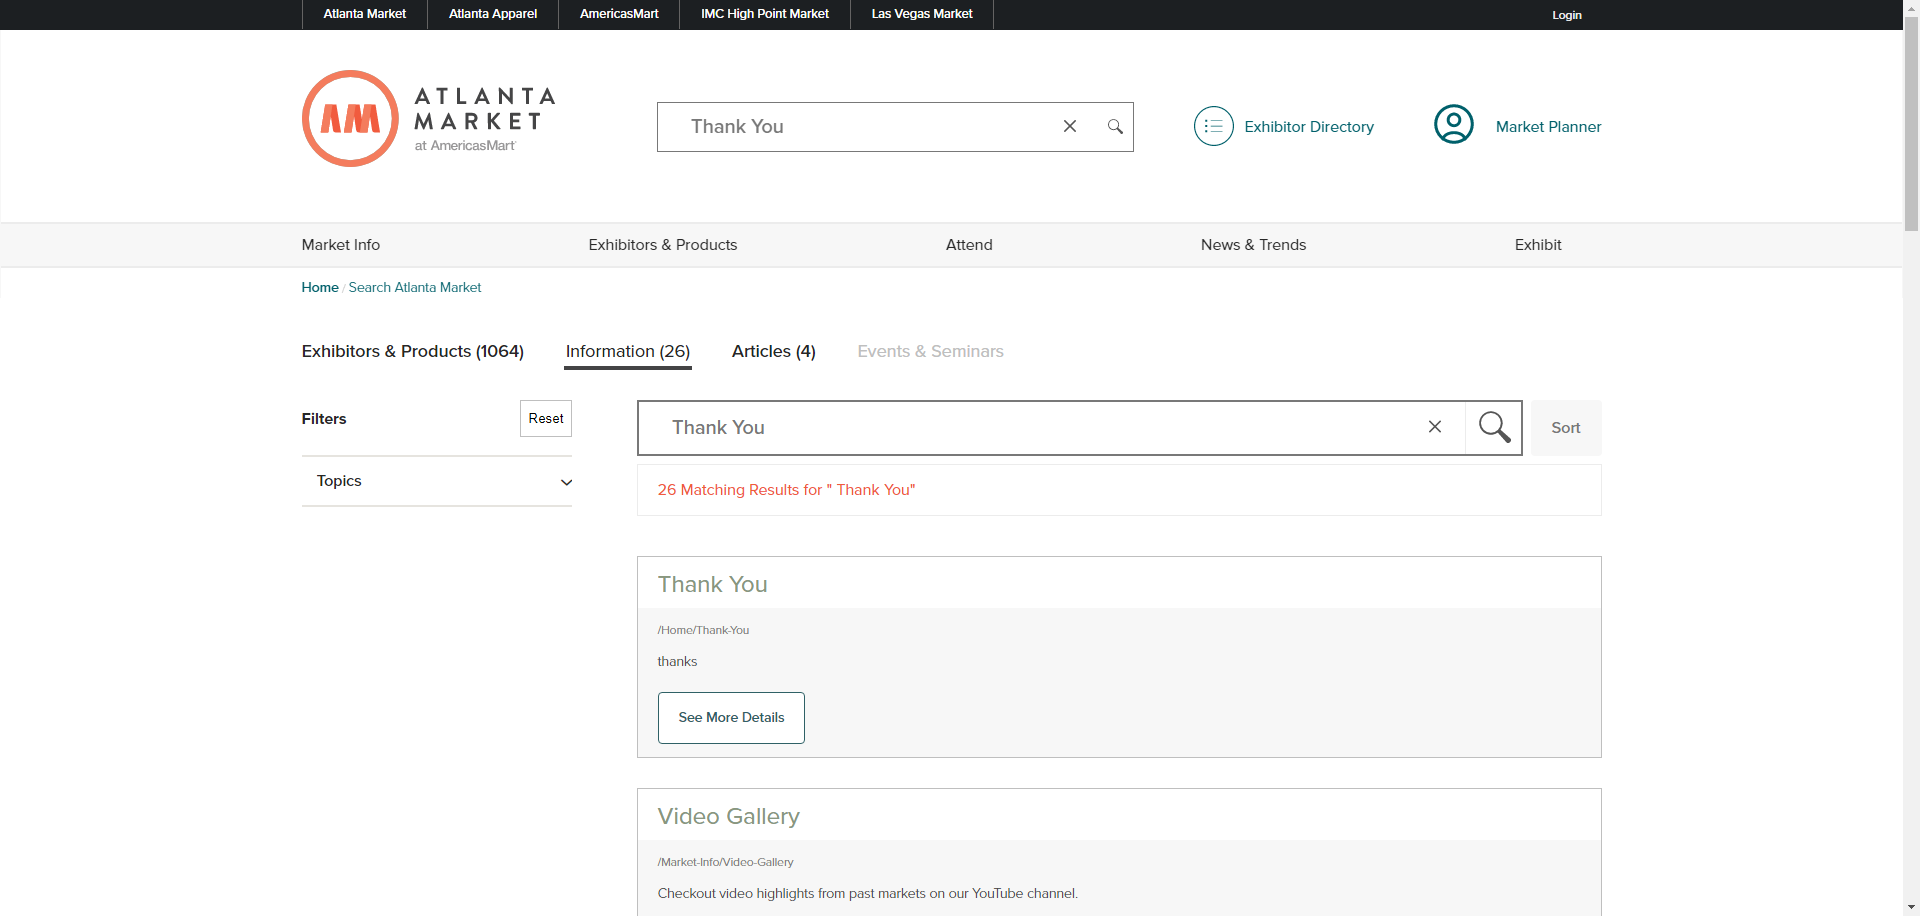 Atlanta Market Atlanta Apparel AmericasMart IMC High Point Market Las Vegas Market Login
AM ATLANTA
MARKET
at AmericasMart
Thank You
Exhibitor Directory
Market Planner
Market Info Exhibitors & Products Attend News & Trends Exhibit
Home / Search Atlanta Market
Exhibitors & Products (1064) Information (26) Articles (4) Events & Seminars
Filters Reset
Topics
Thank You
Sort
26 Matching Results for " Thank You"
Thank You
/Home/Thank-You
thanks
See More Details
Video Gallery
/Market-Info/Video-Gallery
Checkout video highlights from past markets on our YouTube channel.